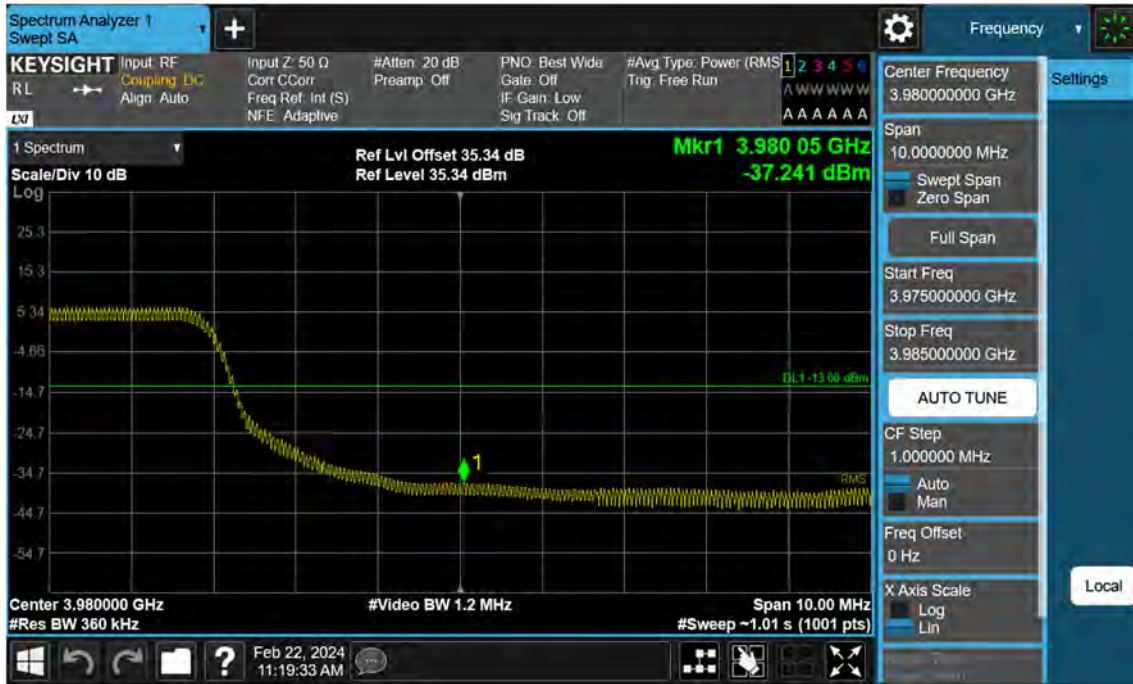 Spectrum Analyzer 1
Swept SA
+
Frequency
KEYSIGHT
RL
LXI
Input: RF
Coupling: DC
Align: Auto
Input Z: 50 Ω
Corr CCorr
Freq Ref: Int (S)
NFE: Adaptive
#Atten: 20 dB
Preamp: Off
PNO: Best Wide
Gate: Off
IF Gain: Low
Sig Track: Off
#Avg Type: Power (RMS
Trig: Free Run
1 2 3 4 5 6
A W W W W W
A A A A A A
1 Spectrum
Scale/Div 10 dB
Ref Lvl Offset 35.34 dB
Ref Level 35.34 dBm
Mkr1 3.980 05 GHz
-37.241 dBm
Log
25.3
15.3
5.34
-4.66
-14.7
-24.7
-34.7
-44.7
-54.7
DL1 -13.00 dBm
1
RMS
Center 3.980000 GHz
#Res BW 360 kHz
#Video BW 1.2 MHz
Span 10.00 MHz
#Sweep ~1.01 s (1001 pts)
Center Frequency
3.980000000 GHz
Settings
Span
10.0000000 MHz
Swept Span
Zero Span
Full Span
Start Freq
3.975000000 GHz
Stop Freq
3.985000000 GHz
AUTO TUNE
CF Step
1.000000 MHz
Auto
Man
Freq Offset
0 Hz
X Axis Scale
Log
Lin
Local
?
Feb 22, 2024
11:19:33 AM